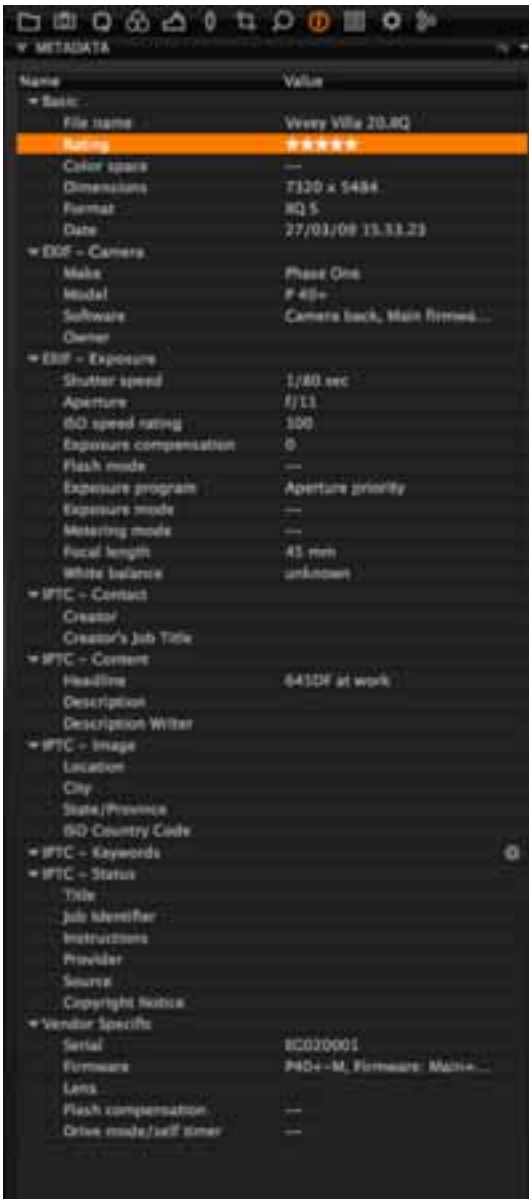 METADATA
Name Value
Basic
File name Vevey Villa 20.IIQ
Rating ★★★★★
Color space ---
Dimensions 7320 x 5484
Format IIQ S
Date 27/03/09 15.53.23
EXIF - Camera
Make Phase One
Model P 40+
Software Camera back, Main firmwa...
Owner
EXIF - Exposure
Shutter speed 1/80 sec
Aperture f/11
ISO speed rating 100
Exposure compensation 0
Flash mode ---
Exposure program Aperture priority
Exposure mode ---
Metering mode ---
Focal length 45 mm
White balance unknown
IPTC - Contact
Creator
Creator's Job Title
IPTC - Content
Headline 645DF at work
Description
Description Writer
IPTC - Image
Location
City
State/Province
ISO Country Code
IPTC - Keywords
IPTC - Status
Title
Job Identifier
Instructions
Provider
Source
Copyright Notice
Vendor Specific
Serial
Firmware P40+-M, Firmware: Main=...
Lens
Flash compensation ---
Drive mode/self timer ---